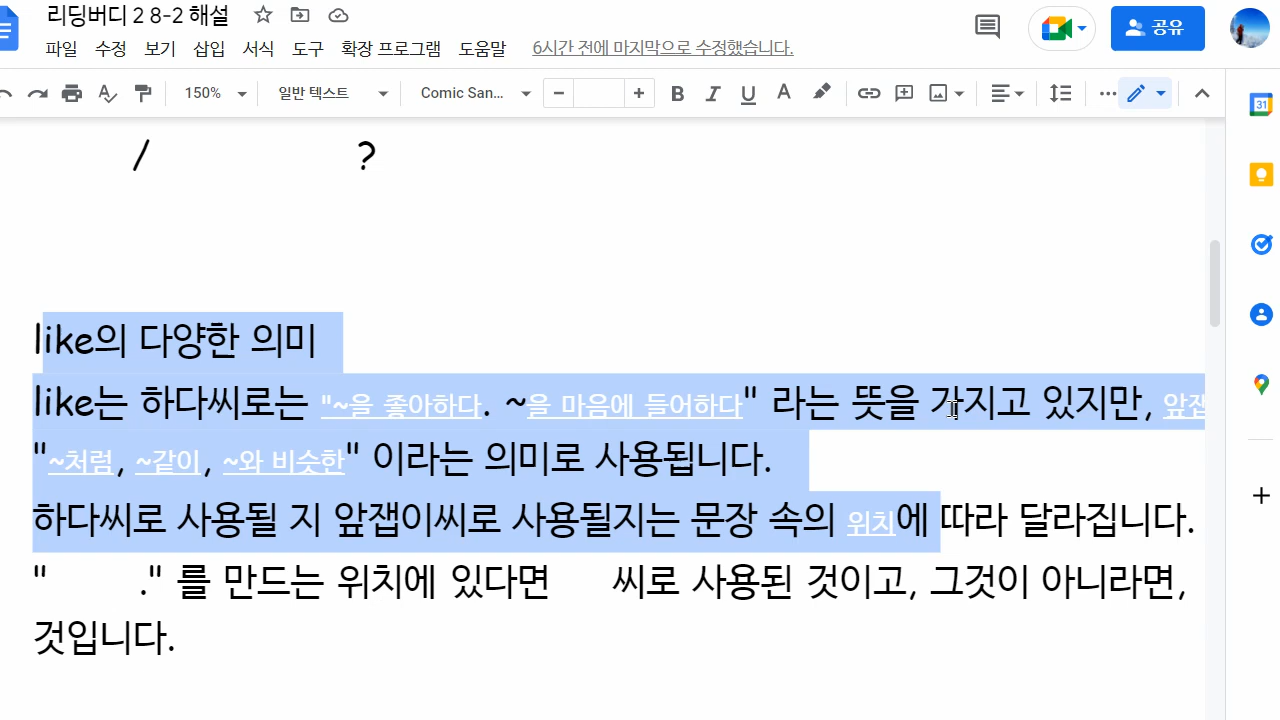 리딩버디 2 8-2 해설
파일 수정 보기 삽입 서식 도구 확장 프로그램 도움말 6시간 전에 마지막으로 수정했습니다.
공유
150% 일반 텍스트 Comic San... − + B I U A
31
/ ?
like의 다양한 의미
like는 하다씨로는 "~을 좋아하다. ~을 마음에 들어하다" 라는 뜻을 가지고 있지만,
"~처럼, ~같이, ~와 비슷한" 이라는 의미로 사용됩니다.
하다씨로 사용될 지 앞잽이씨로 사용될지는 문장 속의 위치에 따라 달라집니다.
" ." 를 만드는 위치에 있다면 씨로 사용된 것이고, 그것이 아니라면,
것입니다.